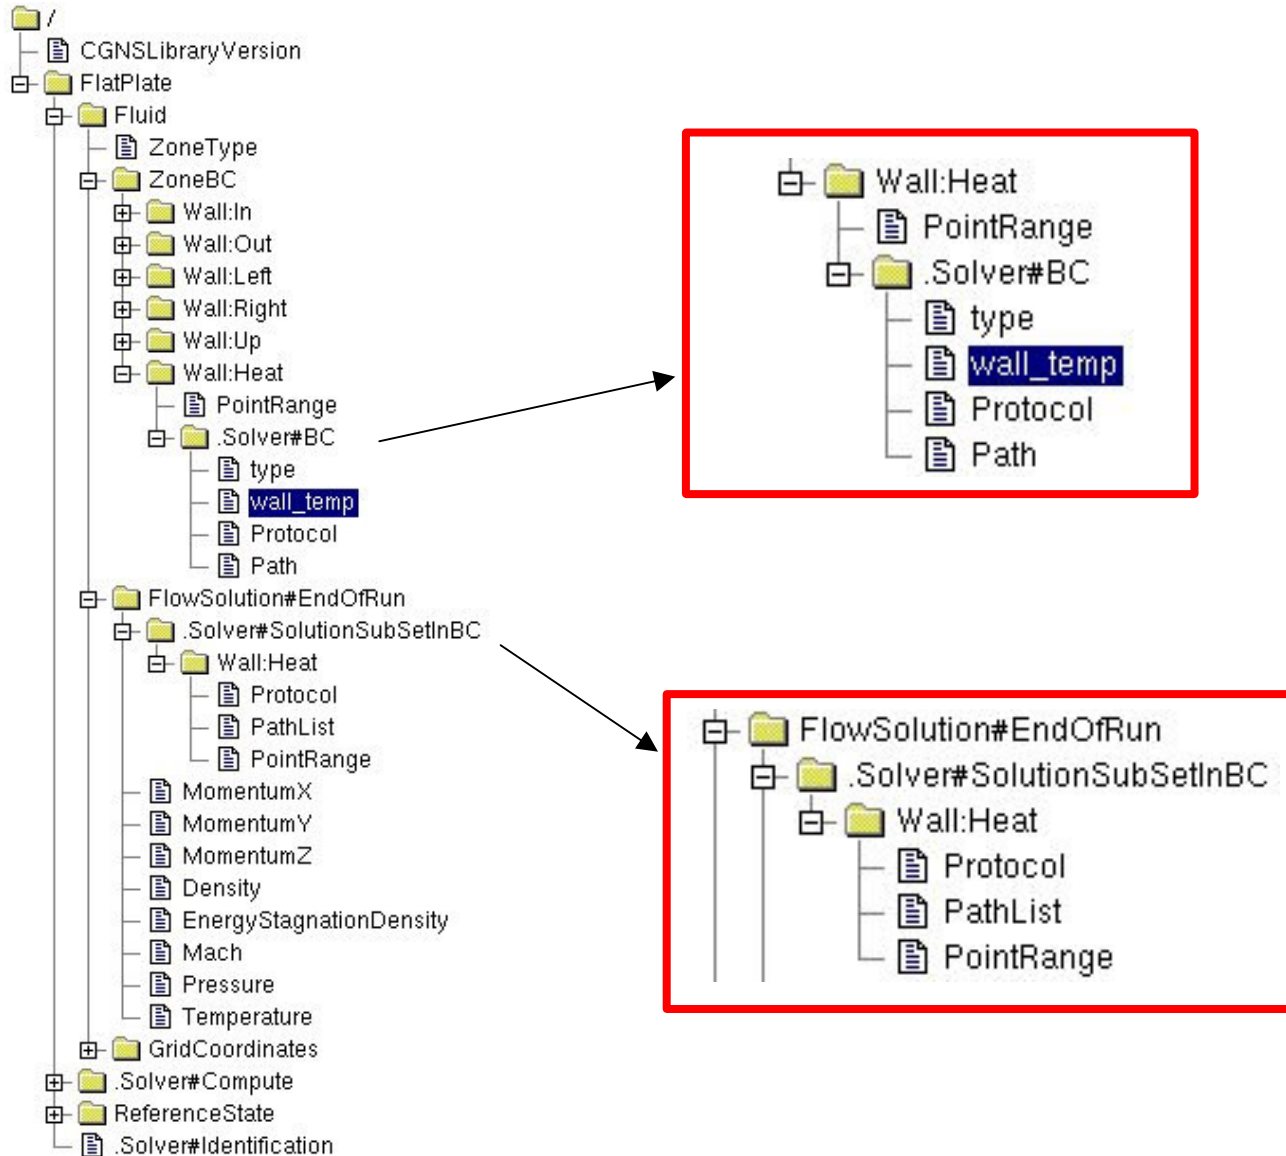 /
CGNSLibraryVersion
FlatPlate
Fluid
ZoneType
ZoneBC
Wall:In
Wall:Out
Wall:Left
Wall:Right
Wall:Up
Wall:Heat
PointRange
.Solver#BC
type
wall_temp
Protocol
Path
FlowSolution#EndOfRun
.Solver#SolutionSubSetInBC
Wall:Heat
Protocol
PathList
PointRange
MomentumX
MomentumY
MomentumZ
Density
EnergyStagnationDensity
Mach
Pressure
Temperature
GridCoordinates
.Solver#Compute
ReferenceState
.Solver#Identification
Wall:Heat
PointRange
.Solver#BC
type
wall_temp
Protocol
Path
FlowSolution#EndOfRun
.Solver#SolutionSubSetInBC
Wall:Heat
Protocol
PathList
PointRange